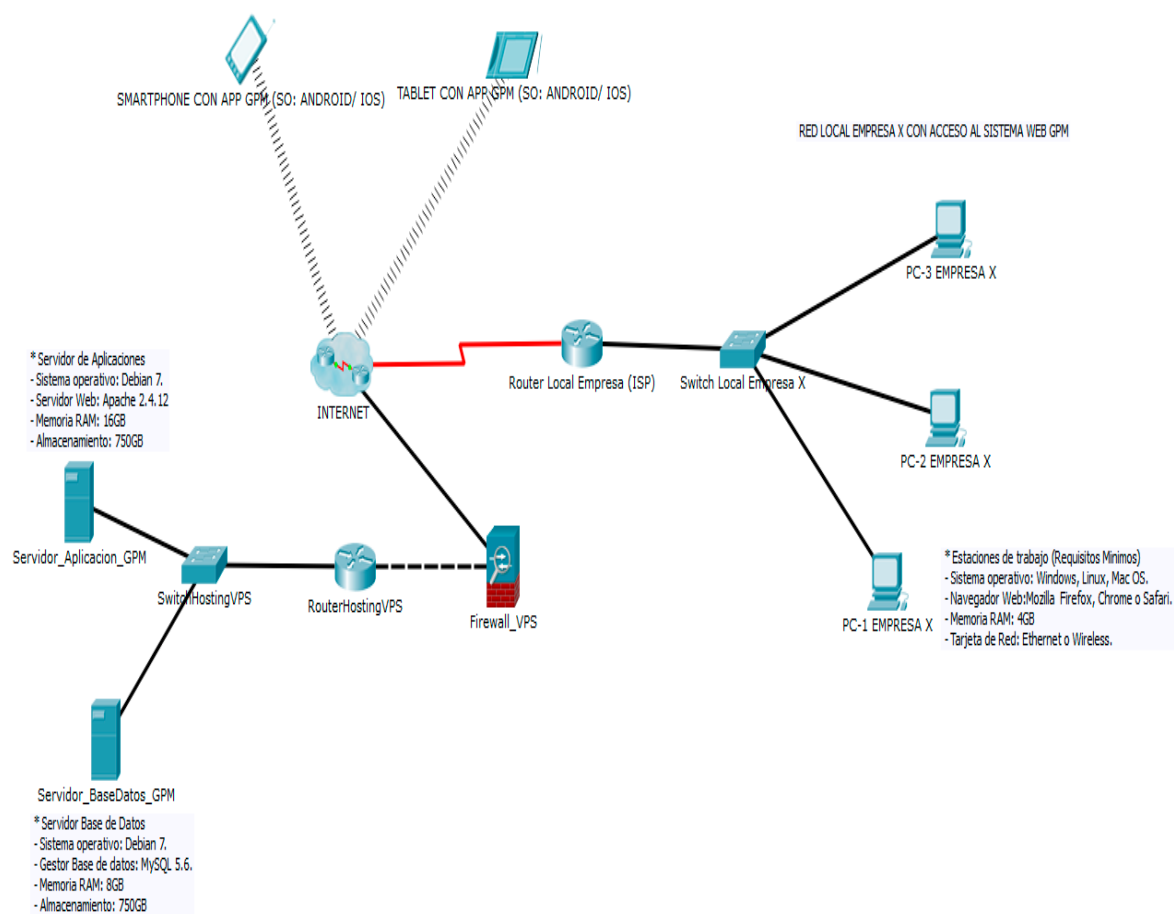 SMARTPHONE CON APP GPM (SO: ANDROID/ IOS)
TABLET CON APP GPM (SO: ANDROID/ IOS)
RED LOCAL EMPRESA X CON ACCESO AL SISTEMA WEB GPM
PC-3 EMPRESA X
Router Local Empresa (ISP)
Switch Local Empresa X
INTERNET
PC-2 EMPRESA X
* Servidor de Aplicaciones
- Sistema operativo: Debian 7.
- Servidor Web: Apache 2.4.12
- Memoria RAM: 16GB
- Almacenamiento: 750GB
Servidor_Aplicacion_GPM
SwitchHostingVPS
RouterHostingVPS
Firewall_VPS
PC-1 EMPRESA X
* Estaciones de trabajo (Requisitos Minimos)
- Sistema operativo: Windows, Linux, Mac OS.
- Navegador Web:Mozilla Firefox, Chrome o Safari.
- Memoria RAM: 4GB
- Tarjeta de Red: Ethernet o Wireless.
Servidor_BaseDatos_GPM
* Servidor Base de Datos
- Sistema operativo: Debian 7.
- Gestor Base de datos: MySQL 5.6.
- Memoria RAM: 8GB
- Almacenamiento: 750GB